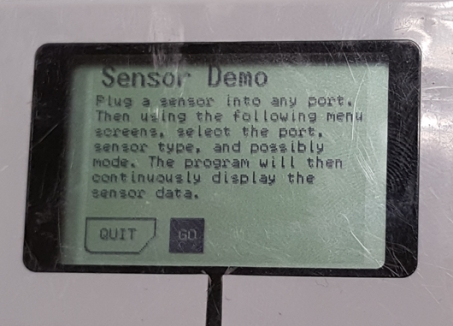 Sensor Demo
Plug a sensor into any port.
Then using the following menu
screens, select the port,
sensor type, and possibly
mode. The program will then
continuously display the
sensor data.
QUIT GO